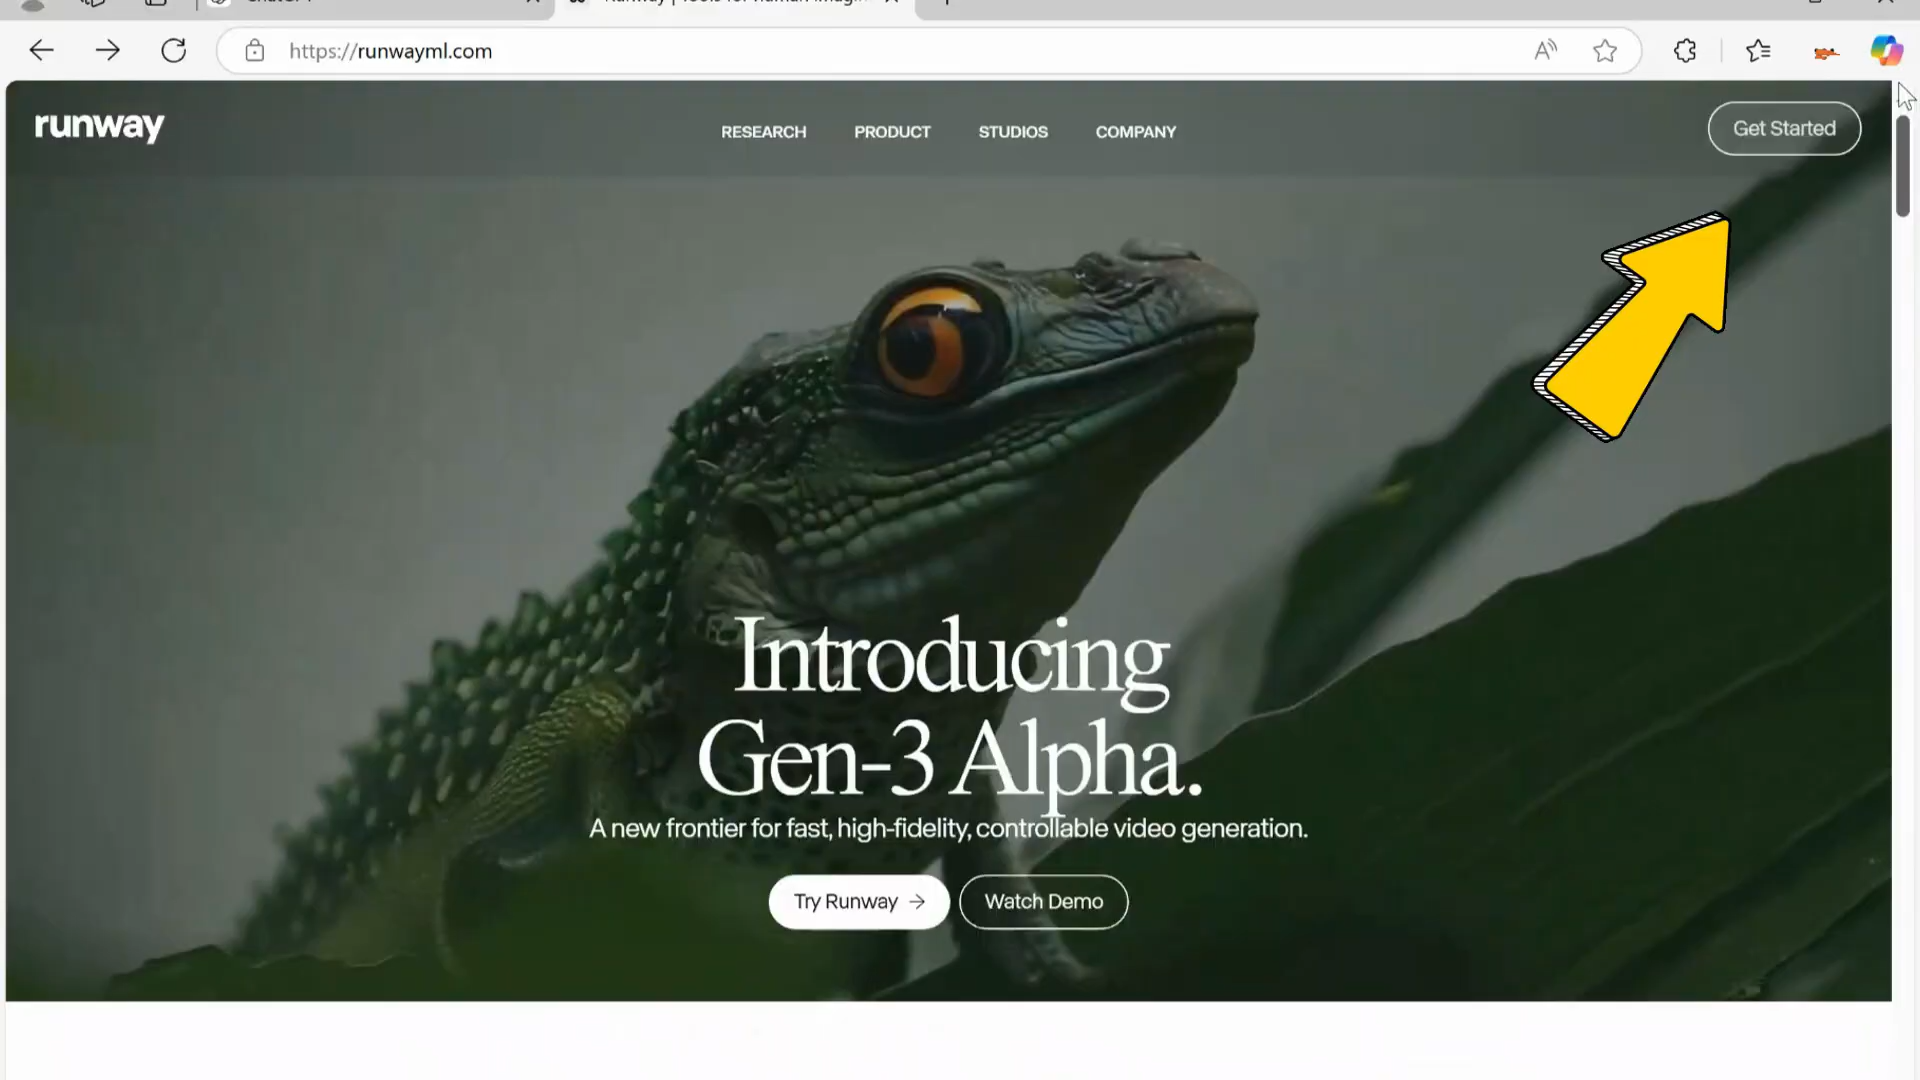 https://runwayml.com
runway
RESEARCH PRODUCT STUDIOS COMPANY
Get Started
Introducing
Gen-3 Alpha.
A new frontier for fast, high-fidelity, controllable video generation.
Try Runway →
Watch Demo